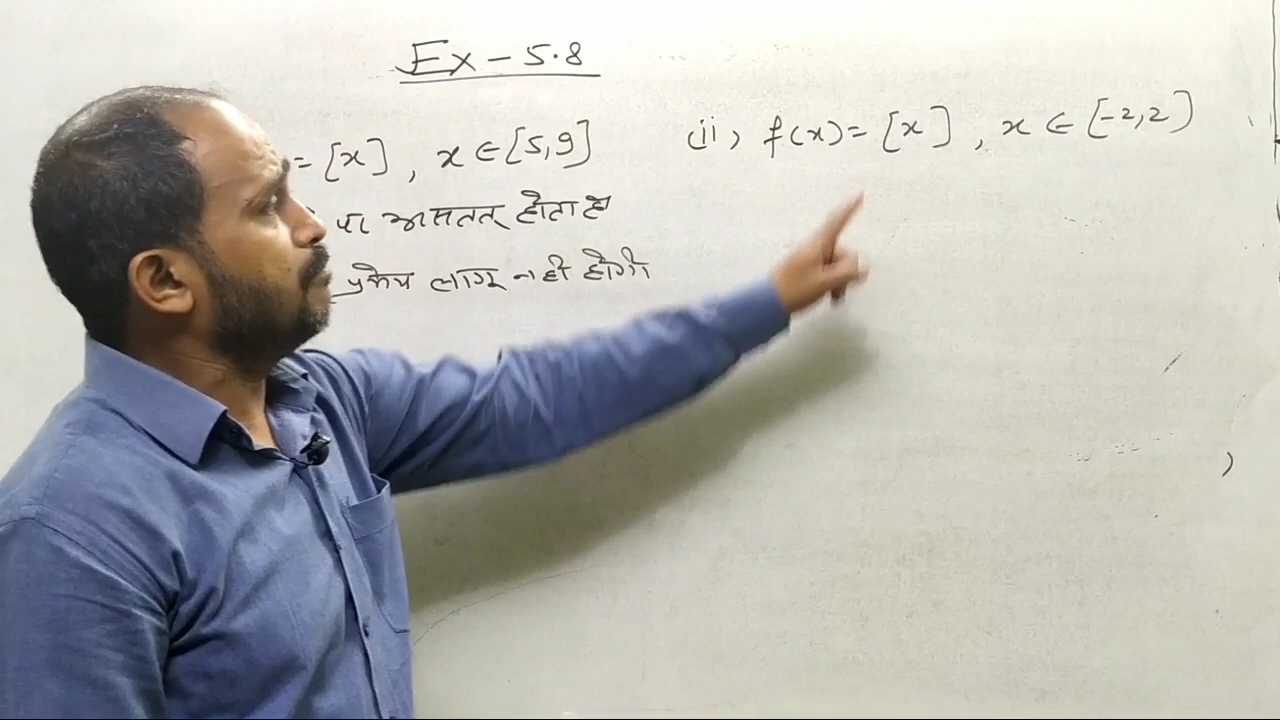 Ex - 5.8
= [x] , x ∈ [5,9]
पर असतत् होता है
प्रमेय लागू नही होगी
(ii) f(x) = [x] , x ∈ [-2,2]